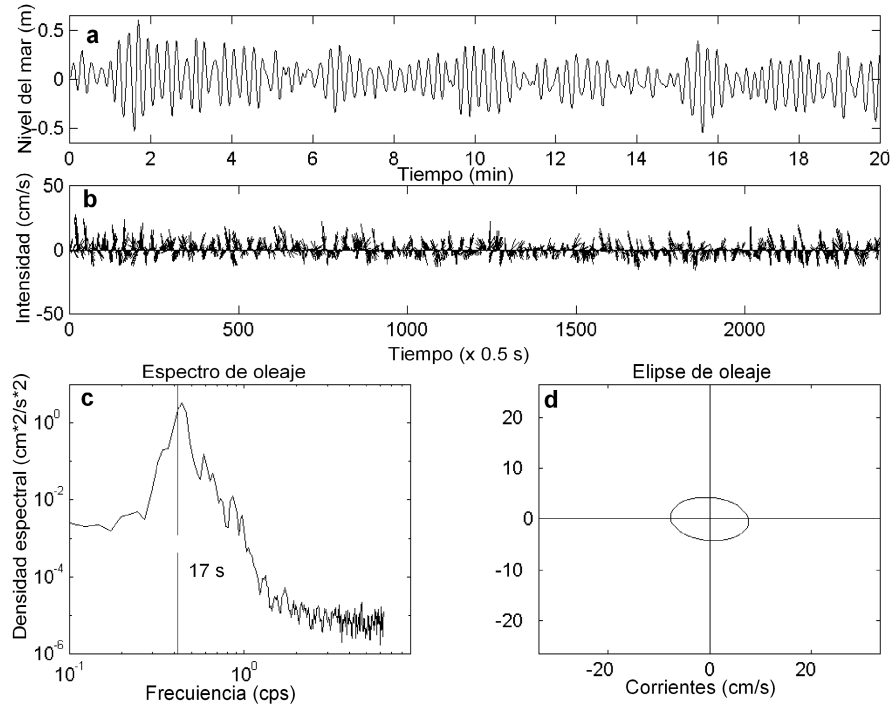 a
Nivel del mar (m)
0.5
0
-0.5
0 2 4 6 8 10 12 14 16 18 20
Tiempo (min)
b
Intensidad (cm/s)
50
0
-50
0 500 1000 1500 2000
Tiempo (x 0.5 s)
Espectro de oleaje
c
Densidad espectral (cm*2/s*2)
10^0
10^-2
10^-4
10^-6
17 s
10^-1 10^0
Frecuiencia (cps)
Elipse de oleaje
d
20
10
0
-10
-20
-20 0 20
Corrientes (cm/s)